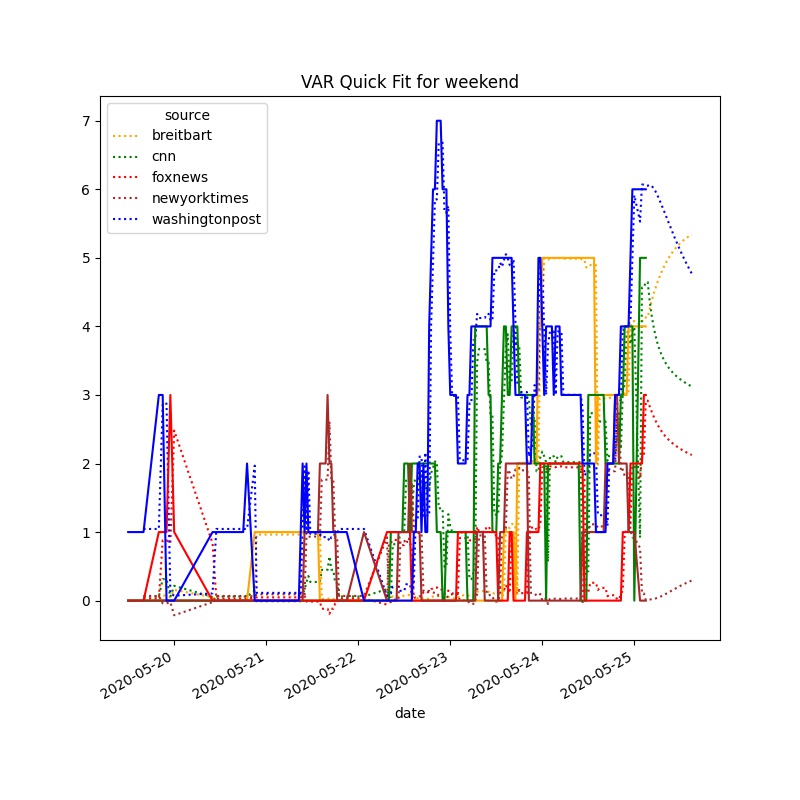 VAR Quick Fit for weekend
source
breitbart
cnn
foxnews
newyorktimes
washingtonpost
7
6
5
4
3
2
1
0
2020-05-20
2020-05-21
2020-05-22
2020-05-23
2020-05-24
2020-05-25
date